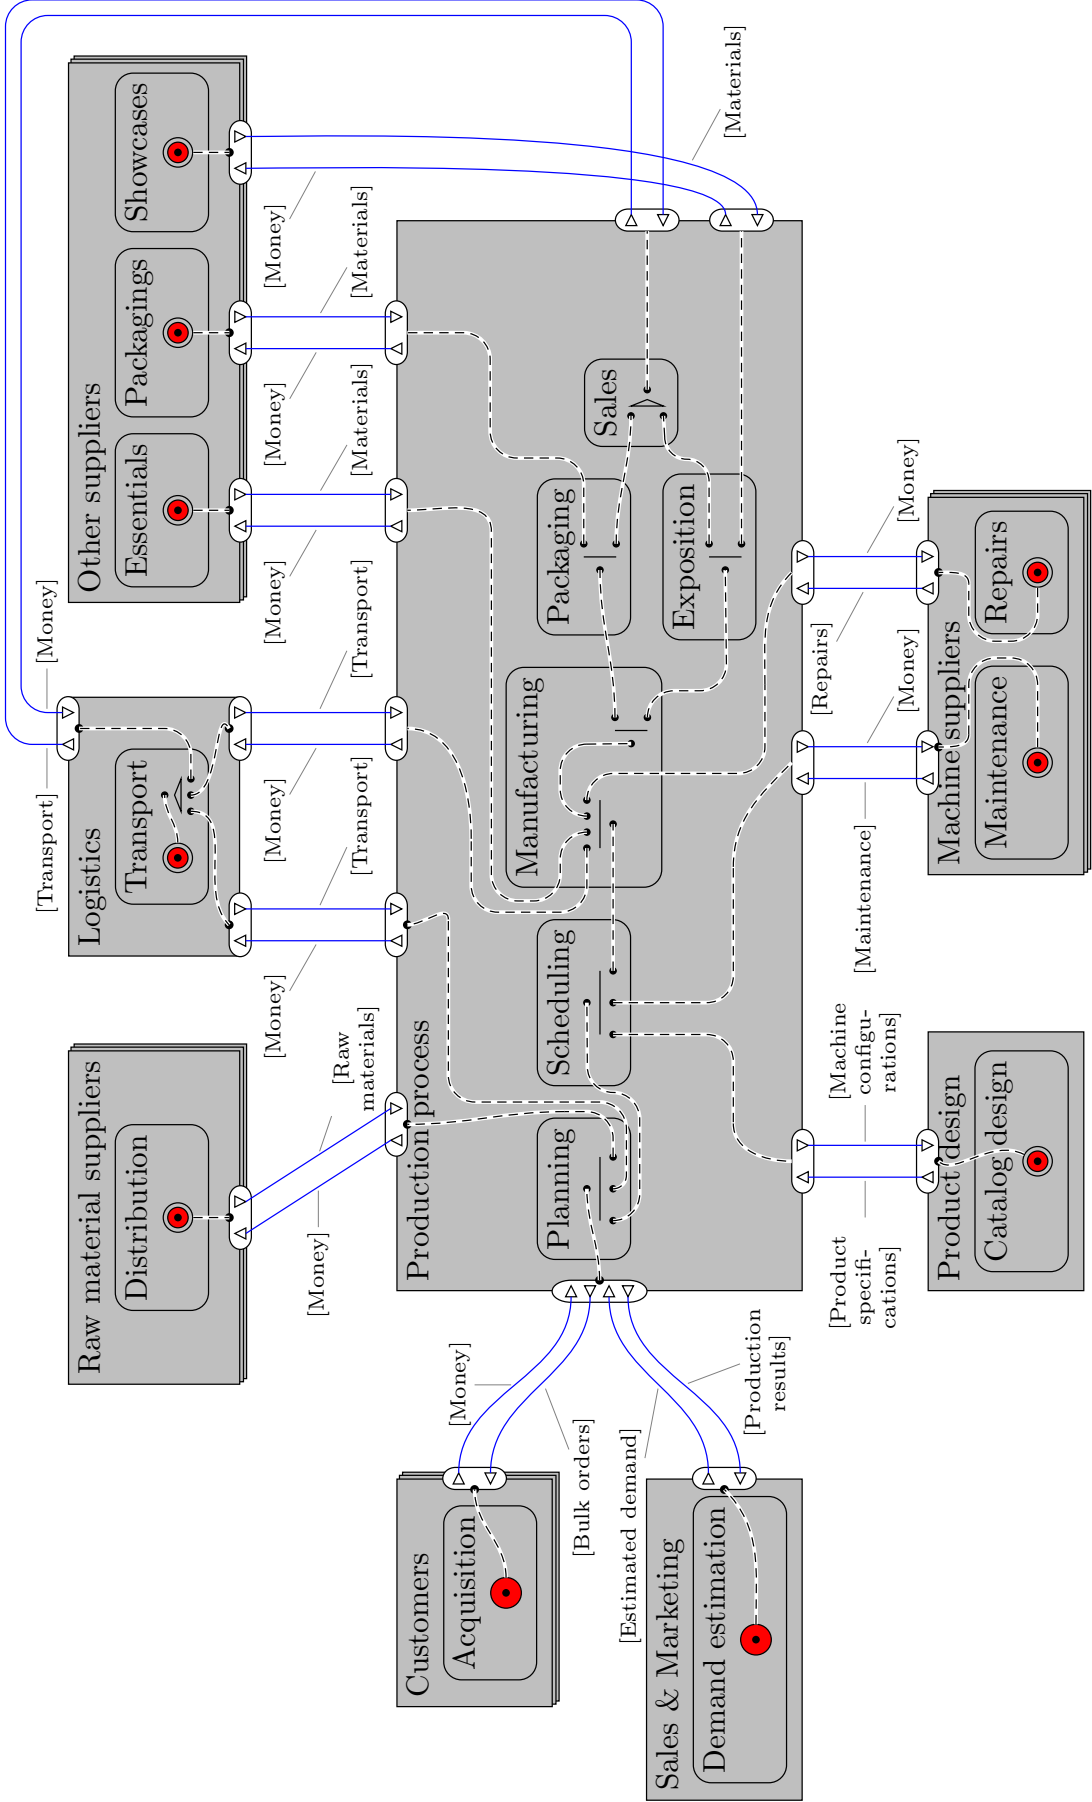 Raw material suppliers
Distribution
Logistics
Transport
Other suppliers
Essentials
Packagings
Showcases
[Transport]
[Money]
[Money]
[Raw
materials]
[Money]
[Transport]
[Money]
[Transport]
[Money]
[Materials]
[Money]
[Materials]
[Money]
[Materials]
Customers
Acquisition
[Money]
[Bulk orders]
Sales & Marketing
Demand estimation
[Estimated demand]
[Production
results]
Production process
Planning
Scheduling
Manufacturing
Packaging
Exposition
Sales
[Product
specifi-
cations]
[Machine
configu-
rations]
[Maintenance]
[Money]
[Repairs]
[Money]
Product design
Catalog design
Machine suppliers
Maintenance
Repairs